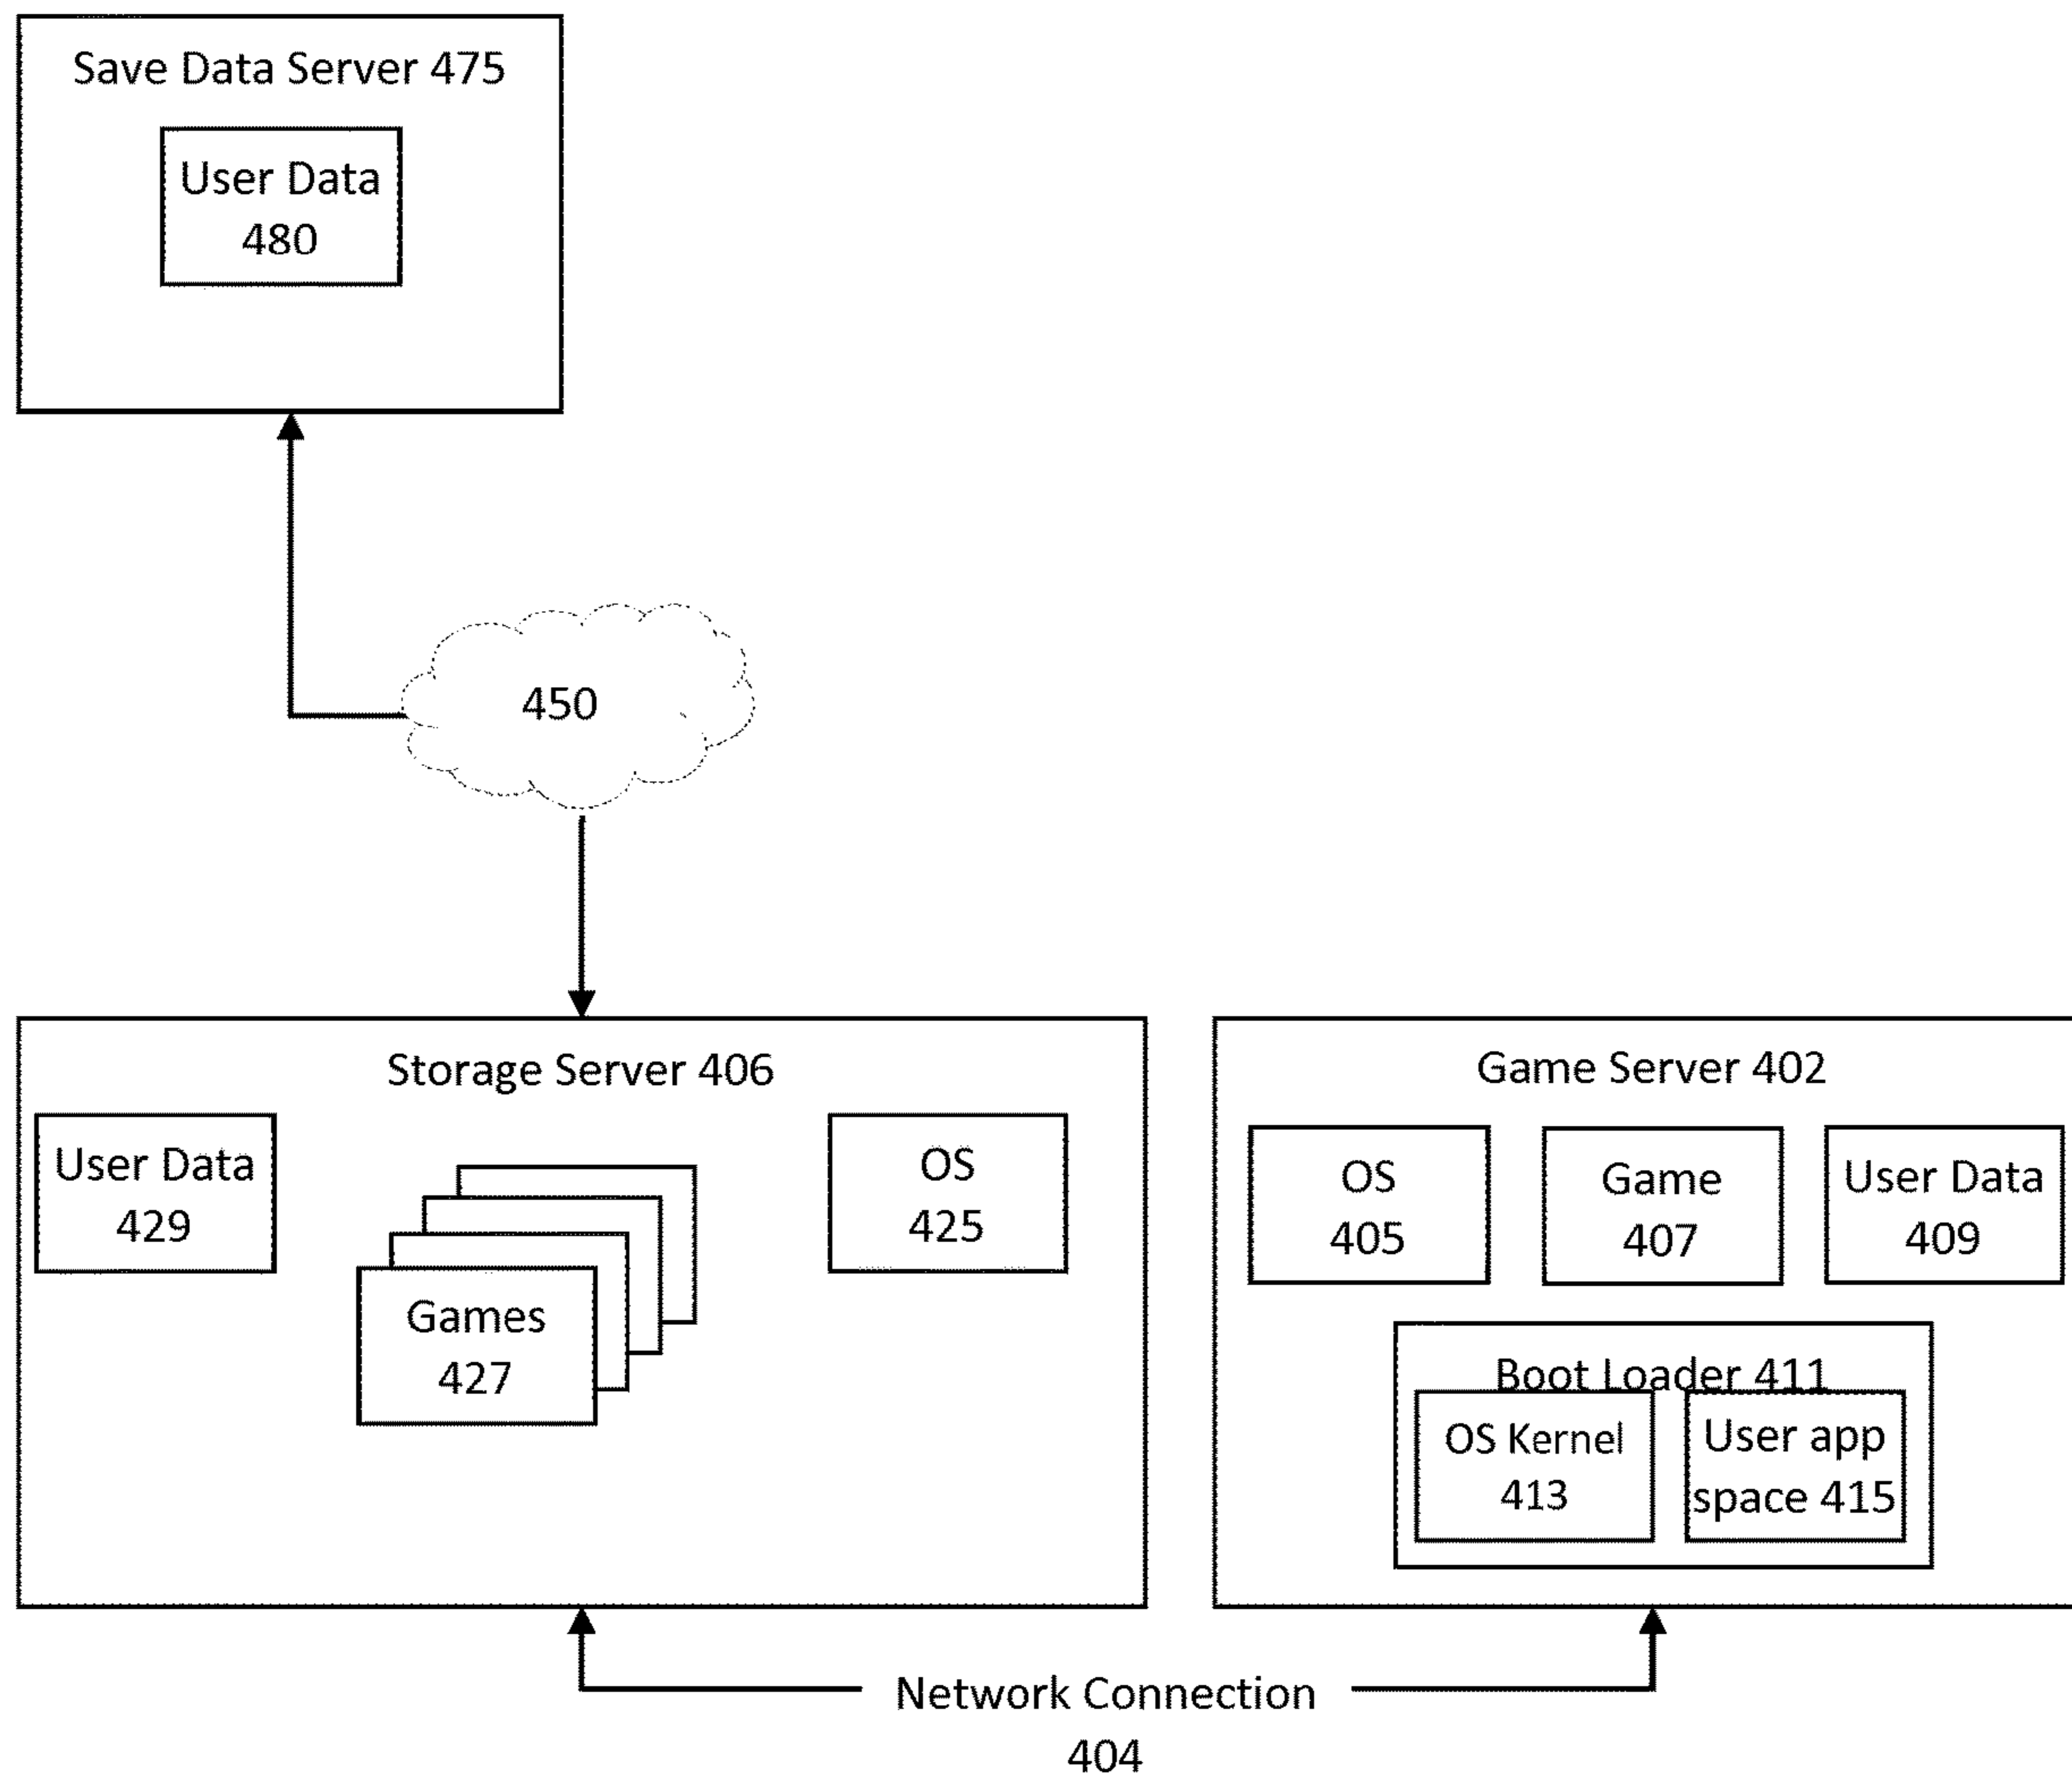 Save Data Server 475
User Data
480
450
Storage Server 406
User Data
429
Games
427
OS
425
Game Server 402
OS
405
Game
407
User Data
409
Boot Loader 411
OS Kernel
413
User app
space 415
Network Connection
404